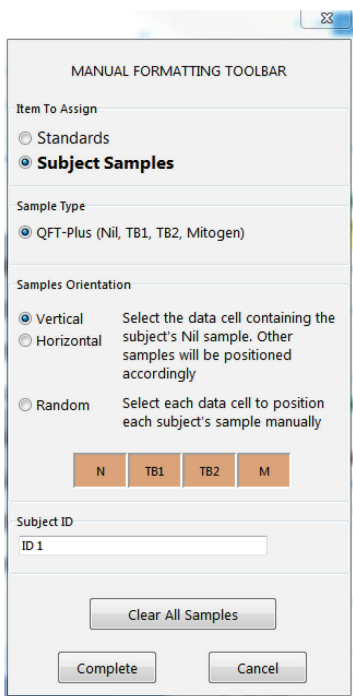 MANUAL FORMATTING TOOLBAR
Item To Assign
Standards
Subject Samples
Sample Type
QFT-Plus (Nil, TB1, TB2, Mitogen)
Samples Orientation
Vertical
Horizontal
Select the data cell containing the
subject's Nil sample. Other
samples will be positioned
accordingly
Random
Select each data cell to position
each subject's sample manually
N TB1 TB2 M
Subject ID
ID 1
Clear All Samples
Complete Cancel